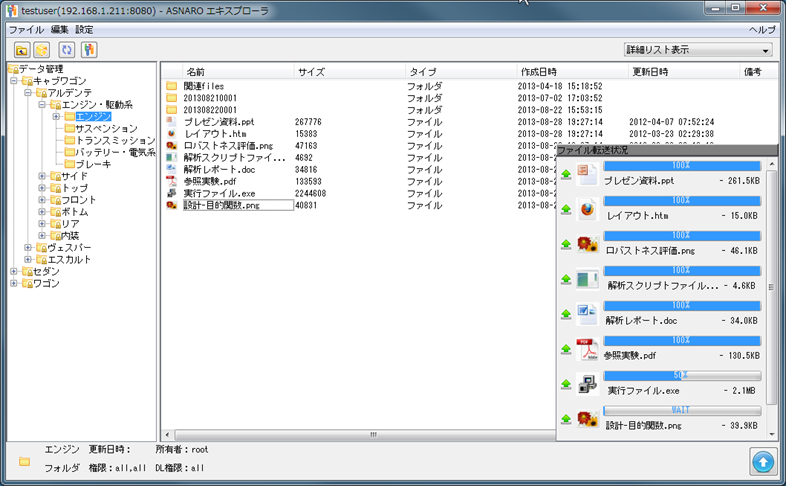 testuser(192.168.1.211:8080) - ASNARO エキスプローラ
ファイル 編集 設定 ヘルプ
詳細リスト表示
データ管理
キャブワゴン
アルデンテ
エンジン・駆動系
エンジン
サスペンション
トランスミッション
バッテリー・電気系
ブレーキ
サイド
トップ
フロント
ボトム
リア
内装
ヴェスパー
エスカルト
セダン
ワゴン
名前 サイズ タイプ 作成日時 更新日時 備考
関連files フォルダ 2013-04-18 15:18:52
201308210001 フォルダ 2013-07-02 17:03:52
201308220001 フォルダ 2013-08-22 15:53:15
プレゼン資料.ppt 267776 ファイル 2013-08-28 19:27:14 2012-04-07 07:52:24
レイアウト.htm 15383 ファイル 2013-08-28 19:27:14 2012-03-23 02:29:38
ロバストネス評価.png 47163 ファイル
解析スクリプトファイ... 4692 ファイル 2013-08-2
解析レポート.doc 34816 ファイル 2013-08-2
参照実験.pdf 133593 ファイル 2013-08-2
実行ファイル.exe 2244608 ファイル 2013-08-2
設計-目的関数.png 40831 ファイル 2013-08-2
ファイル転送状況
100%
プレゼン資料.ppt - 261.5KB
100%
レイアウト.htm - 15.0KB
100%
ロバストネス評価.png - 46.1KB
100%
解析スクリプトファイル... - 4.6KB
100%
解析レポート.doc - 34.0KB
100%
参照実験.pdf - 130.5KB
50%
実行ファイル.exe - 2.1MB
WAIT
設計-目的関数.png - 39.9KB
エンジン 更新日時: 所有者:root
フォルダ 権限:all,all DL権限:all